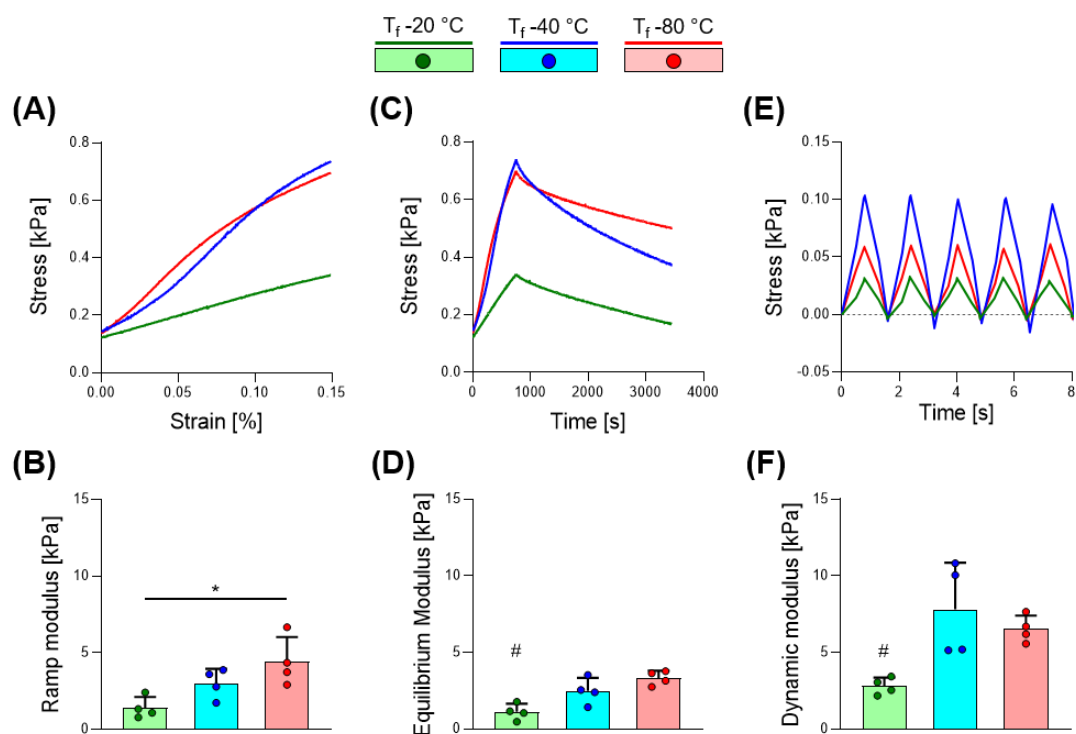 T_f -20 °C T_f -40 °C T_f -80 °C
(A) (C) (E)
Stress [kPa]
0.8
0.6
0.4
0.2
0.0
0.00 0.05 0.10 0.15
Strain [%]
Stress [kPa]
0.8
0.6
0.4
0.2
0.0
0 1000 2000 3000 4000
Time [s]
Stress [kPa]
0.15
0.10
0.05
0.00
-0.05
0 2 4 6 8
Time [s]
(B) (D) (F)
Ramp modulus [kPa]
15
10
5
0
*
Equilibrium Modulus [kPa]
15
10
5
0
#
Dynamic modulus [kPa]
15
10
5
0
#